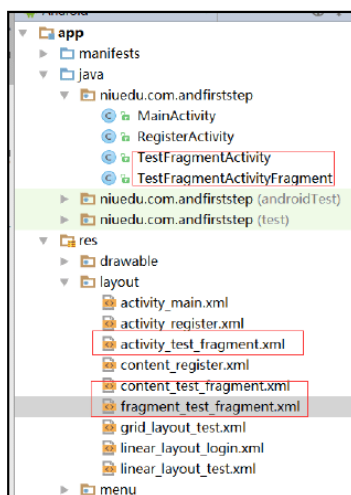 app
manifests
java
niuedu.com.andfirststep
MainActivity
RegisterActivity
TestFragmentActivity
TestFragmentActivityFragment
niuedu.com.andfirststep (androidTest)
niuedu.com.andfirststep (test)
res
drawable
layout
activity_main.xml
activity_register.xml
activity_test_fragment.xml
content_register.xml
content_test_fragment.xml
fragment_test_fragment.xml
grid_layout_test.xml
linear_layout_login.xml
linear_layout_test.xml
menu